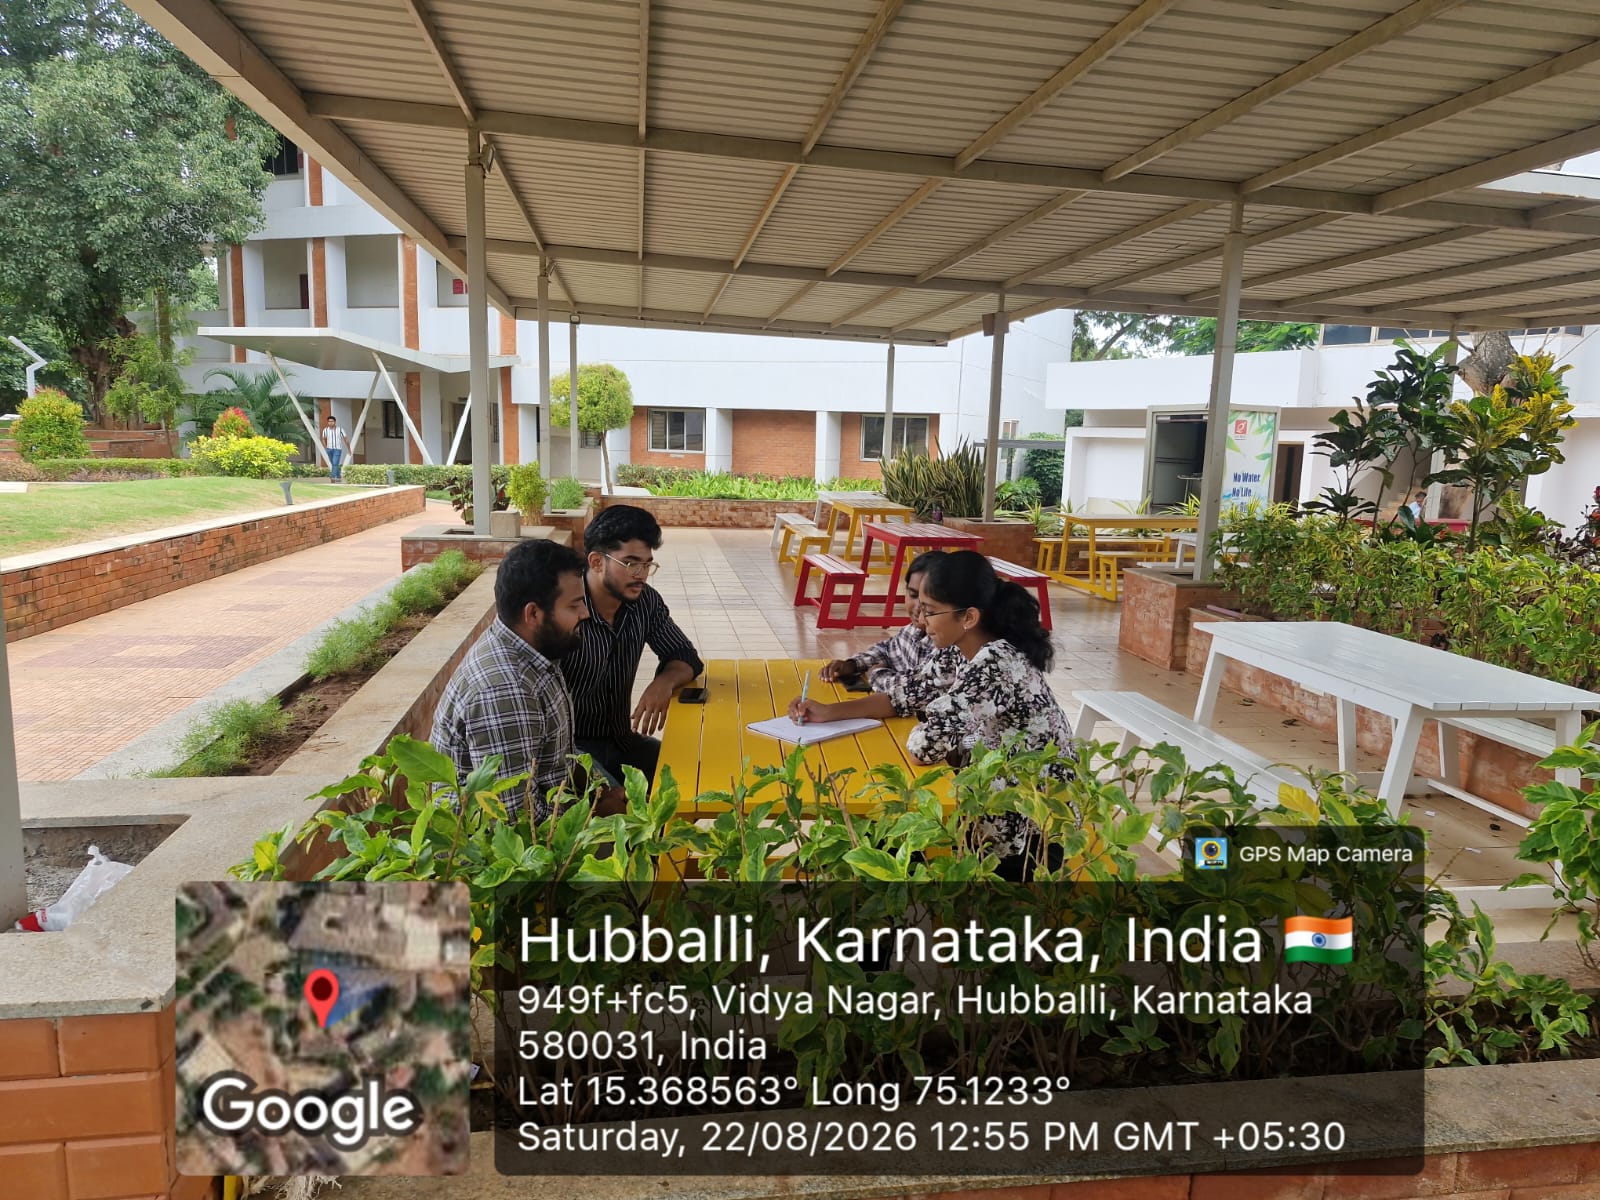 No Water
No Life
GPS Map Camera
Hubballi, Karnataka, India
949f+fc5, Vidya Nagar, Hubballi, Karnataka
580031, India
Lat 15.368563° Long 75.1233°
Saturday, 22/08/2026 12:55 PM GMT +05:30
Google